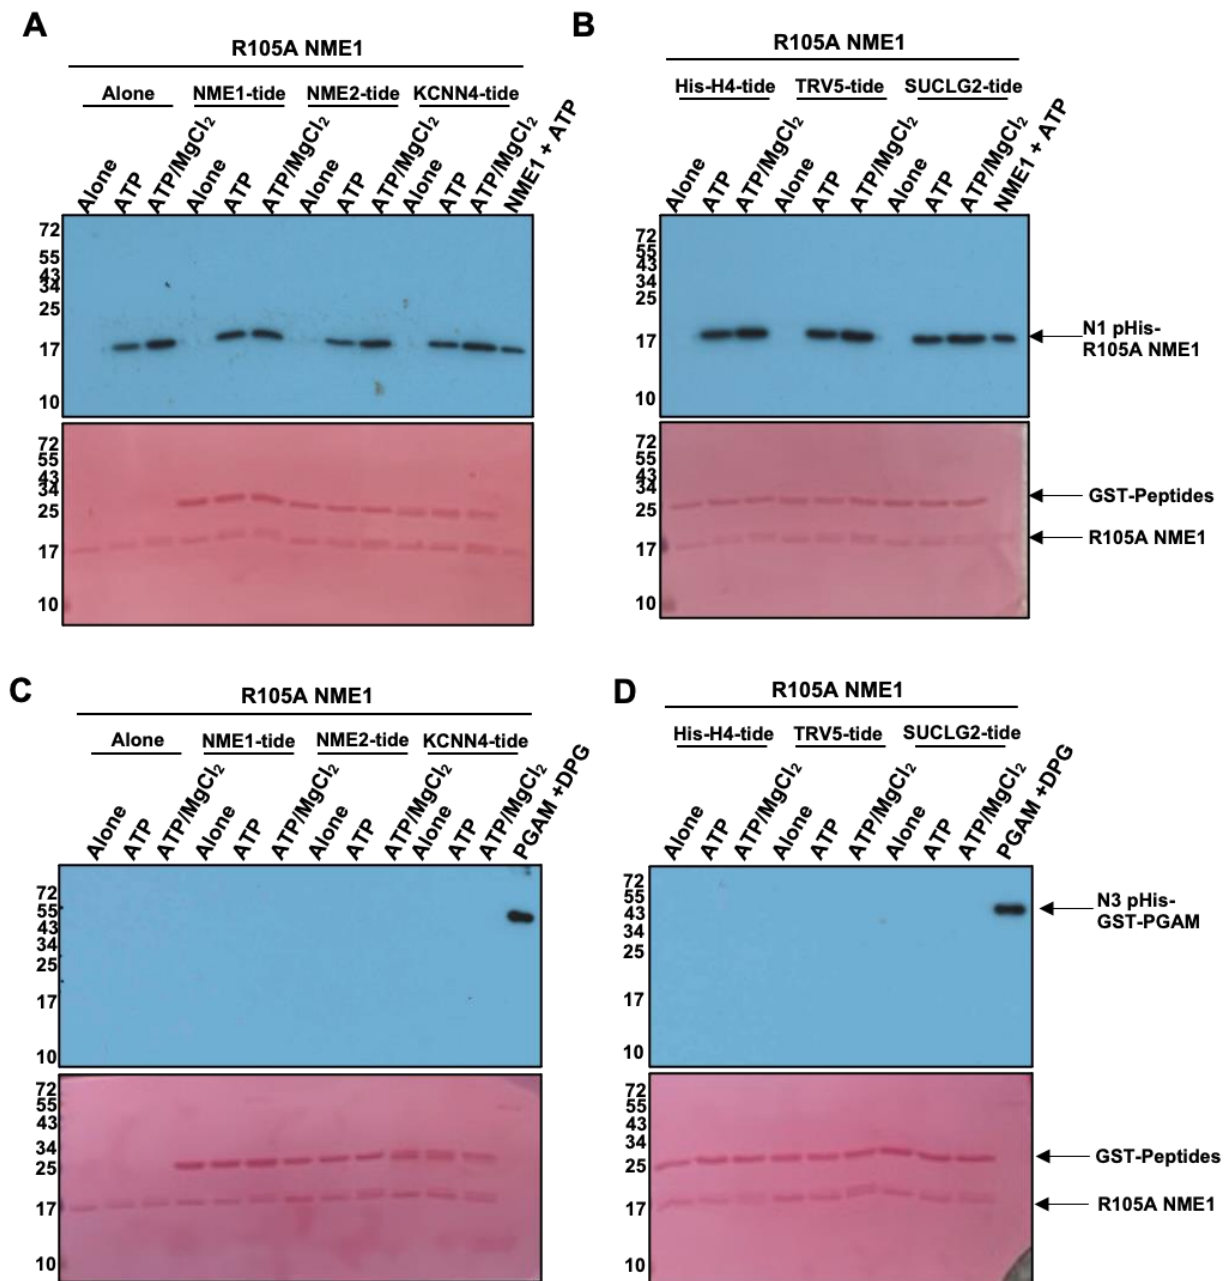 A
R105A NME1
Alone NME1-tide NME2-tide KCNN4-tide
Alone ATP ATP/MgCl₂ Alone ATP ATP/MgCl₂ Alone ATP ATP/MgCl₂ Alone ATP ATP/MgCl₂ NME1 + ATP
72
55
43
34
25
17
10
72
55
43
34
25
17
10
B
R105A NME1
His-H4-tide TRV5-tide SUCLG2-tide
Alone ATP ATP/MgCl₂ Alone ATP ATP/MgCl₂ Alone ATP ATP/MgCl₂ NME1 + ATP
72
55
43
34
25
17
10
N1 pHis-
R105A NME1
72
55
43
34
25
17
10
GST-Peptides
R105A NME1
C
R105A NME1
Alone NME1-tide NME2-tide KCNN4-tide
Alone ATP ATP/MgCl₂ Alone ATP ATP/MgCl₂ Alone ATP ATP/MgCl₂ Alone ATP ATP/MgCl₂ PGAM +DPG
72
55
43
34
25
17
10
72
55
43
34
25
17
10
D
R105A NME1
His-H4-tide TRV5-tide SUCLG2-tide
Alone ATP ATP/MgCl₂ Alone ATP ATP/MgCl₂ Alone ATP ATP/MgCl₂ PGAM +DPG
72
55
43
34
25
17
10
N3 pHis-
GST-PGAM
72
55
43
34
25
17
10
GST-Peptides
R105A NME1